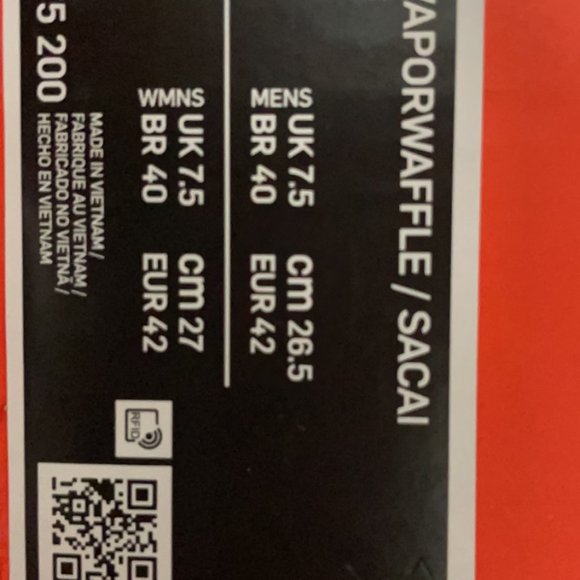 VAPORWAFFLE / SACAI
MENS
UK 7.5 cm 26.5
BR 40 EUR 42
WMNS
UK 7.5 cm 27
BR 40 EUR 42
MADE IN VIETNAM /
FABRIQUE AU VIETNAM /
FABRICADO NO VIETNÃ /
HECHO EN VIETNAM
5 200
RFID